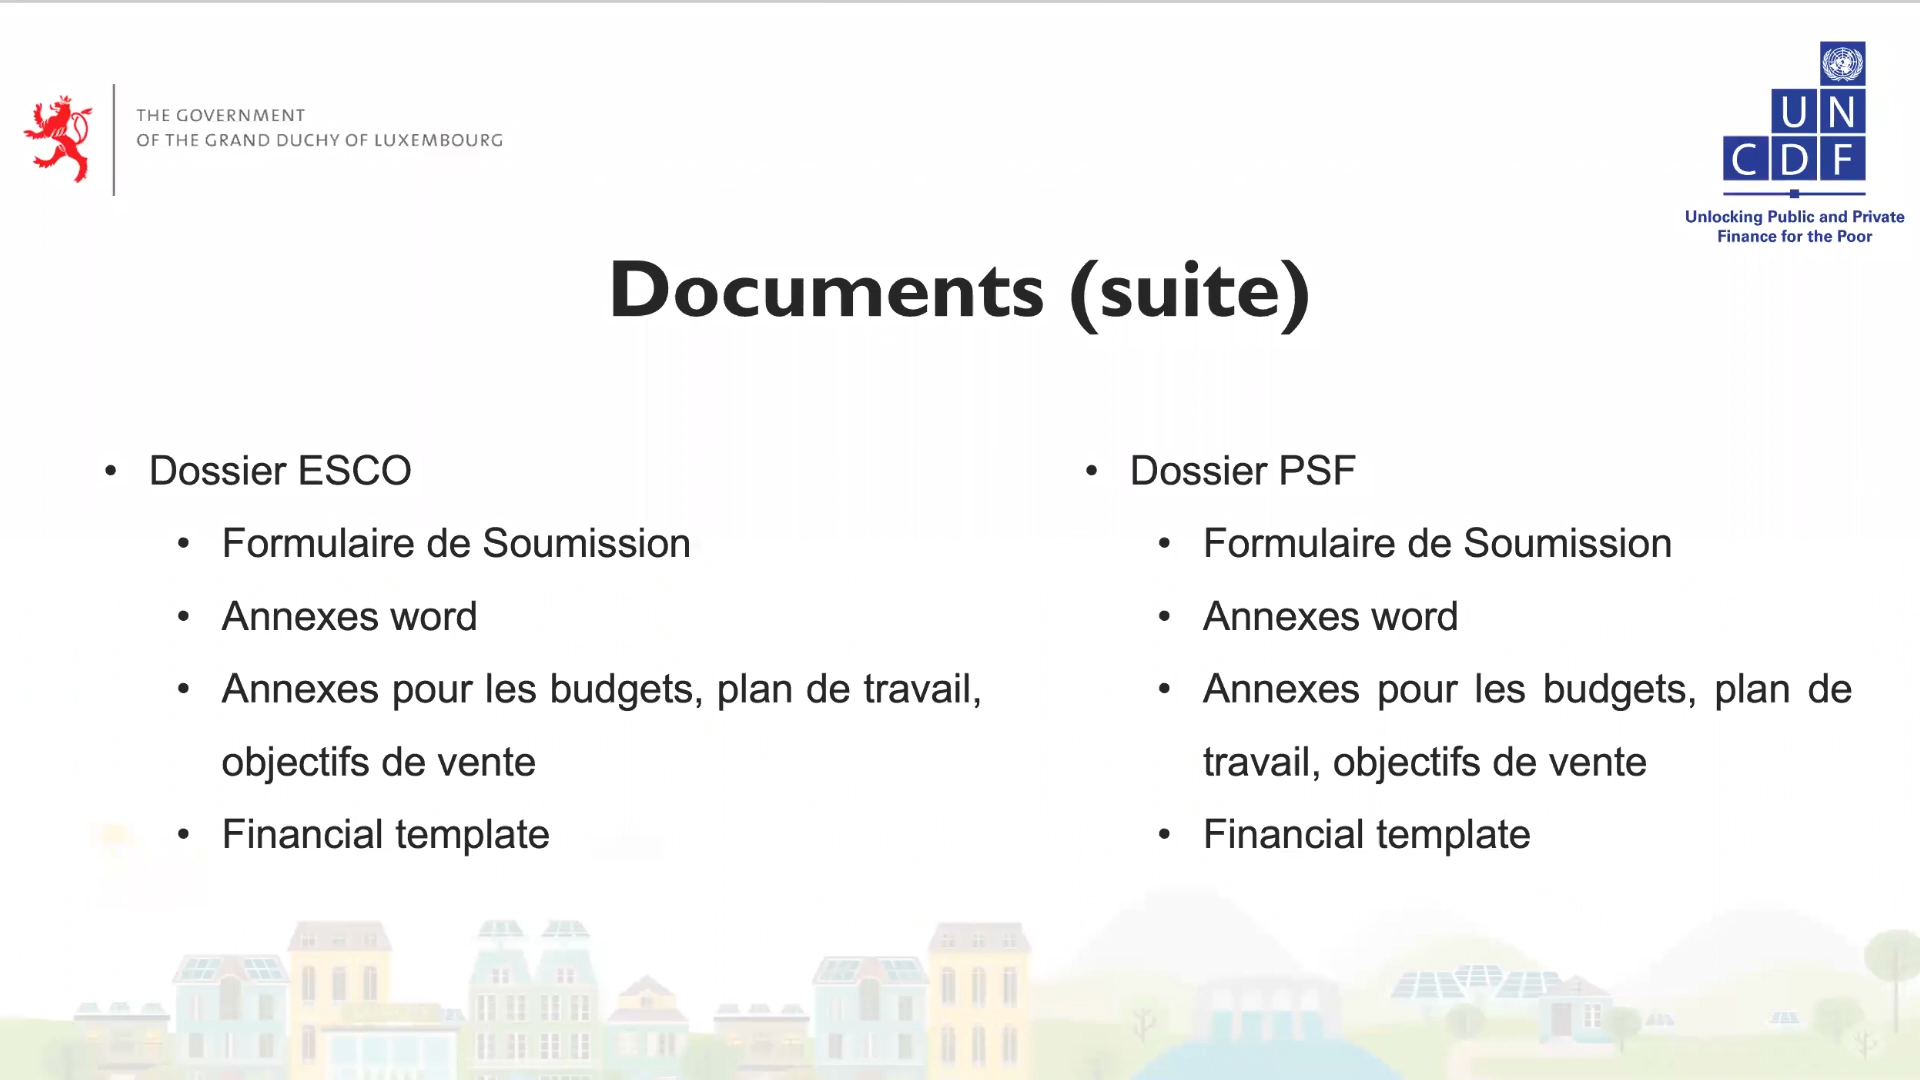 THE GOVERNMENT
OF THE GRAND DUCHY OF LUXEMBOURG
UN
CDF
Unlocking Public and Private
Finance for the Poor
Documents (suite)
• Dossier ESCO
• Formulaire de Soumission
• Annexes word
• Annexes pour les budgets, plan de travail,
objectifs de vente
• Financial template
• Dossier PSF
• Formulaire de Soumission
• Annexes word
• Annexes pour les budgets, plan de
travail, objectifs de vente
• Financial template